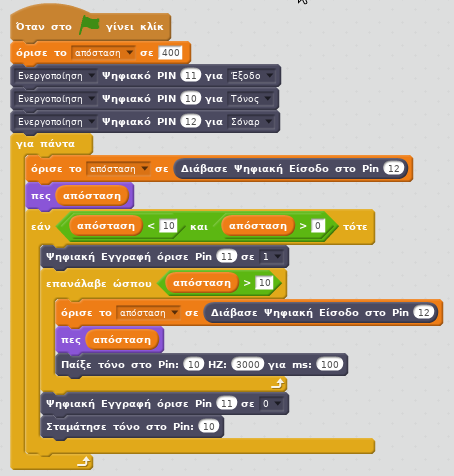 Όταν στο γίνει κλικ
όρισε το απόσταση σε 400
Ενεργοποίηση Ψηφιακό PIN 11 για Έξοδο
Ενεργοποίηση Ψηφιακό PIN 10 για Τόνος
Ενεργοποίηση Ψηφιακό PIN 12 για Σόναρ
για πάντα
όρισε το απόσταση σε Διάβασε Ψηφιακή Είσοδο στο Pin 12
πες απόσταση
εάν απόσταση < 10 και απόσταση > 0 τότε
Ψηφιακή Εγγραφή όρισε Pin 11 σε 1
επανάλαβε ώσπου απόσταση > 10
όρισε το απόσταση σε Διάβασε Ψηφιακή Είσοδο στο Pin 12
πες απόσταση
Παίξε τόνο στο Pin: 10 HZ: 3000 για ms: 100
Ψηφιακή Εγγραφή όρισε Pin 11 σε 0
Σταμάτησε τόνο στο Pin: 10